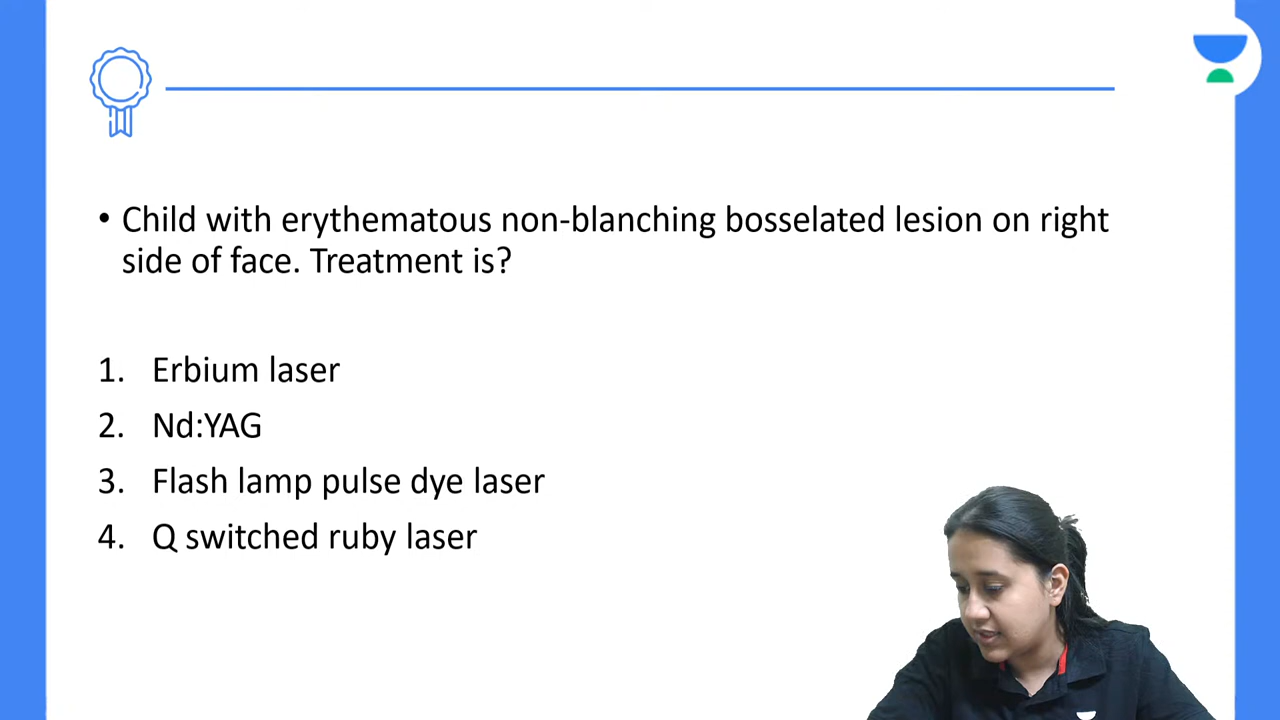 • Child with erythematous non-blanching bosselated lesion on right
side of face. Treatment is?
1. Erbium laser
2. Nd:YAG
3. Flash lamp pulse dye laser
4. Q switched ruby laser